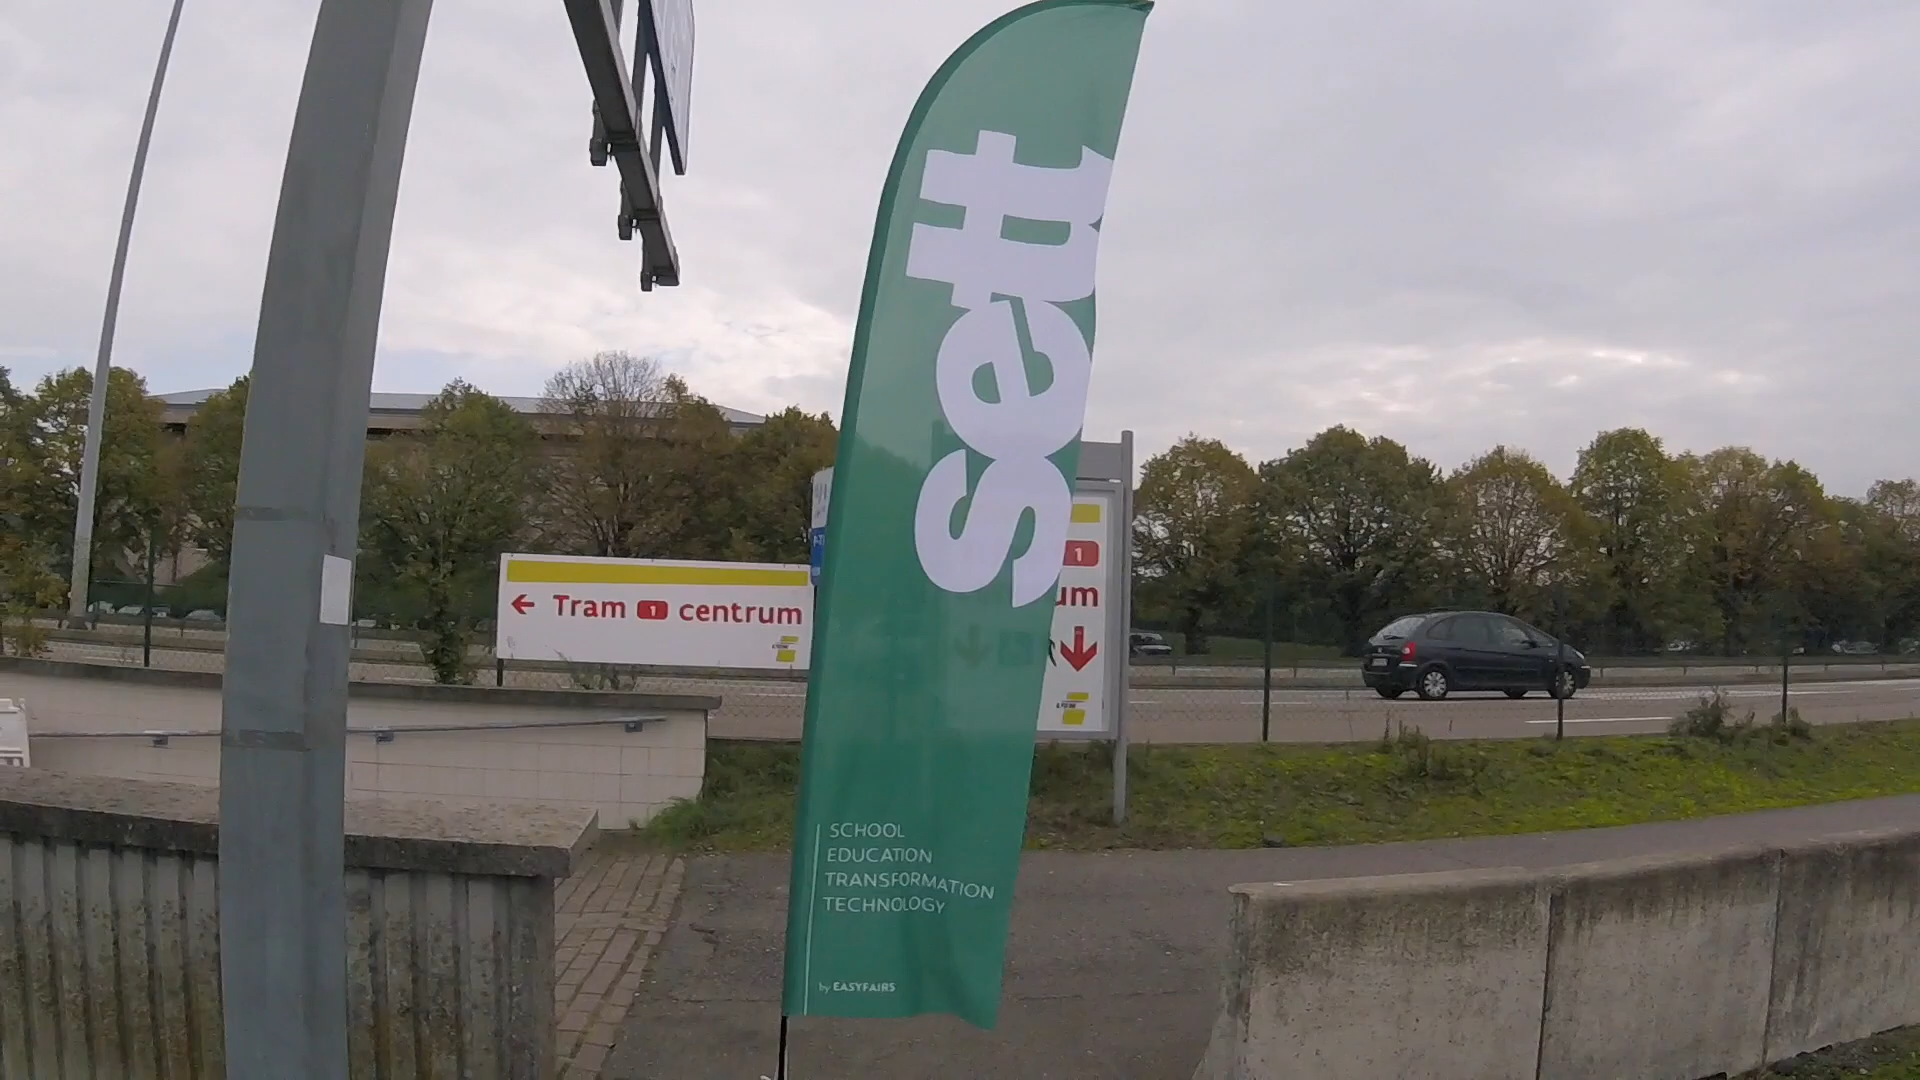 sett
← Tram 1 centrum
1
um
SCHOOL
EDUCATION
TRANSFORMATION
TECHNOLOGY
by EASYFAIRS